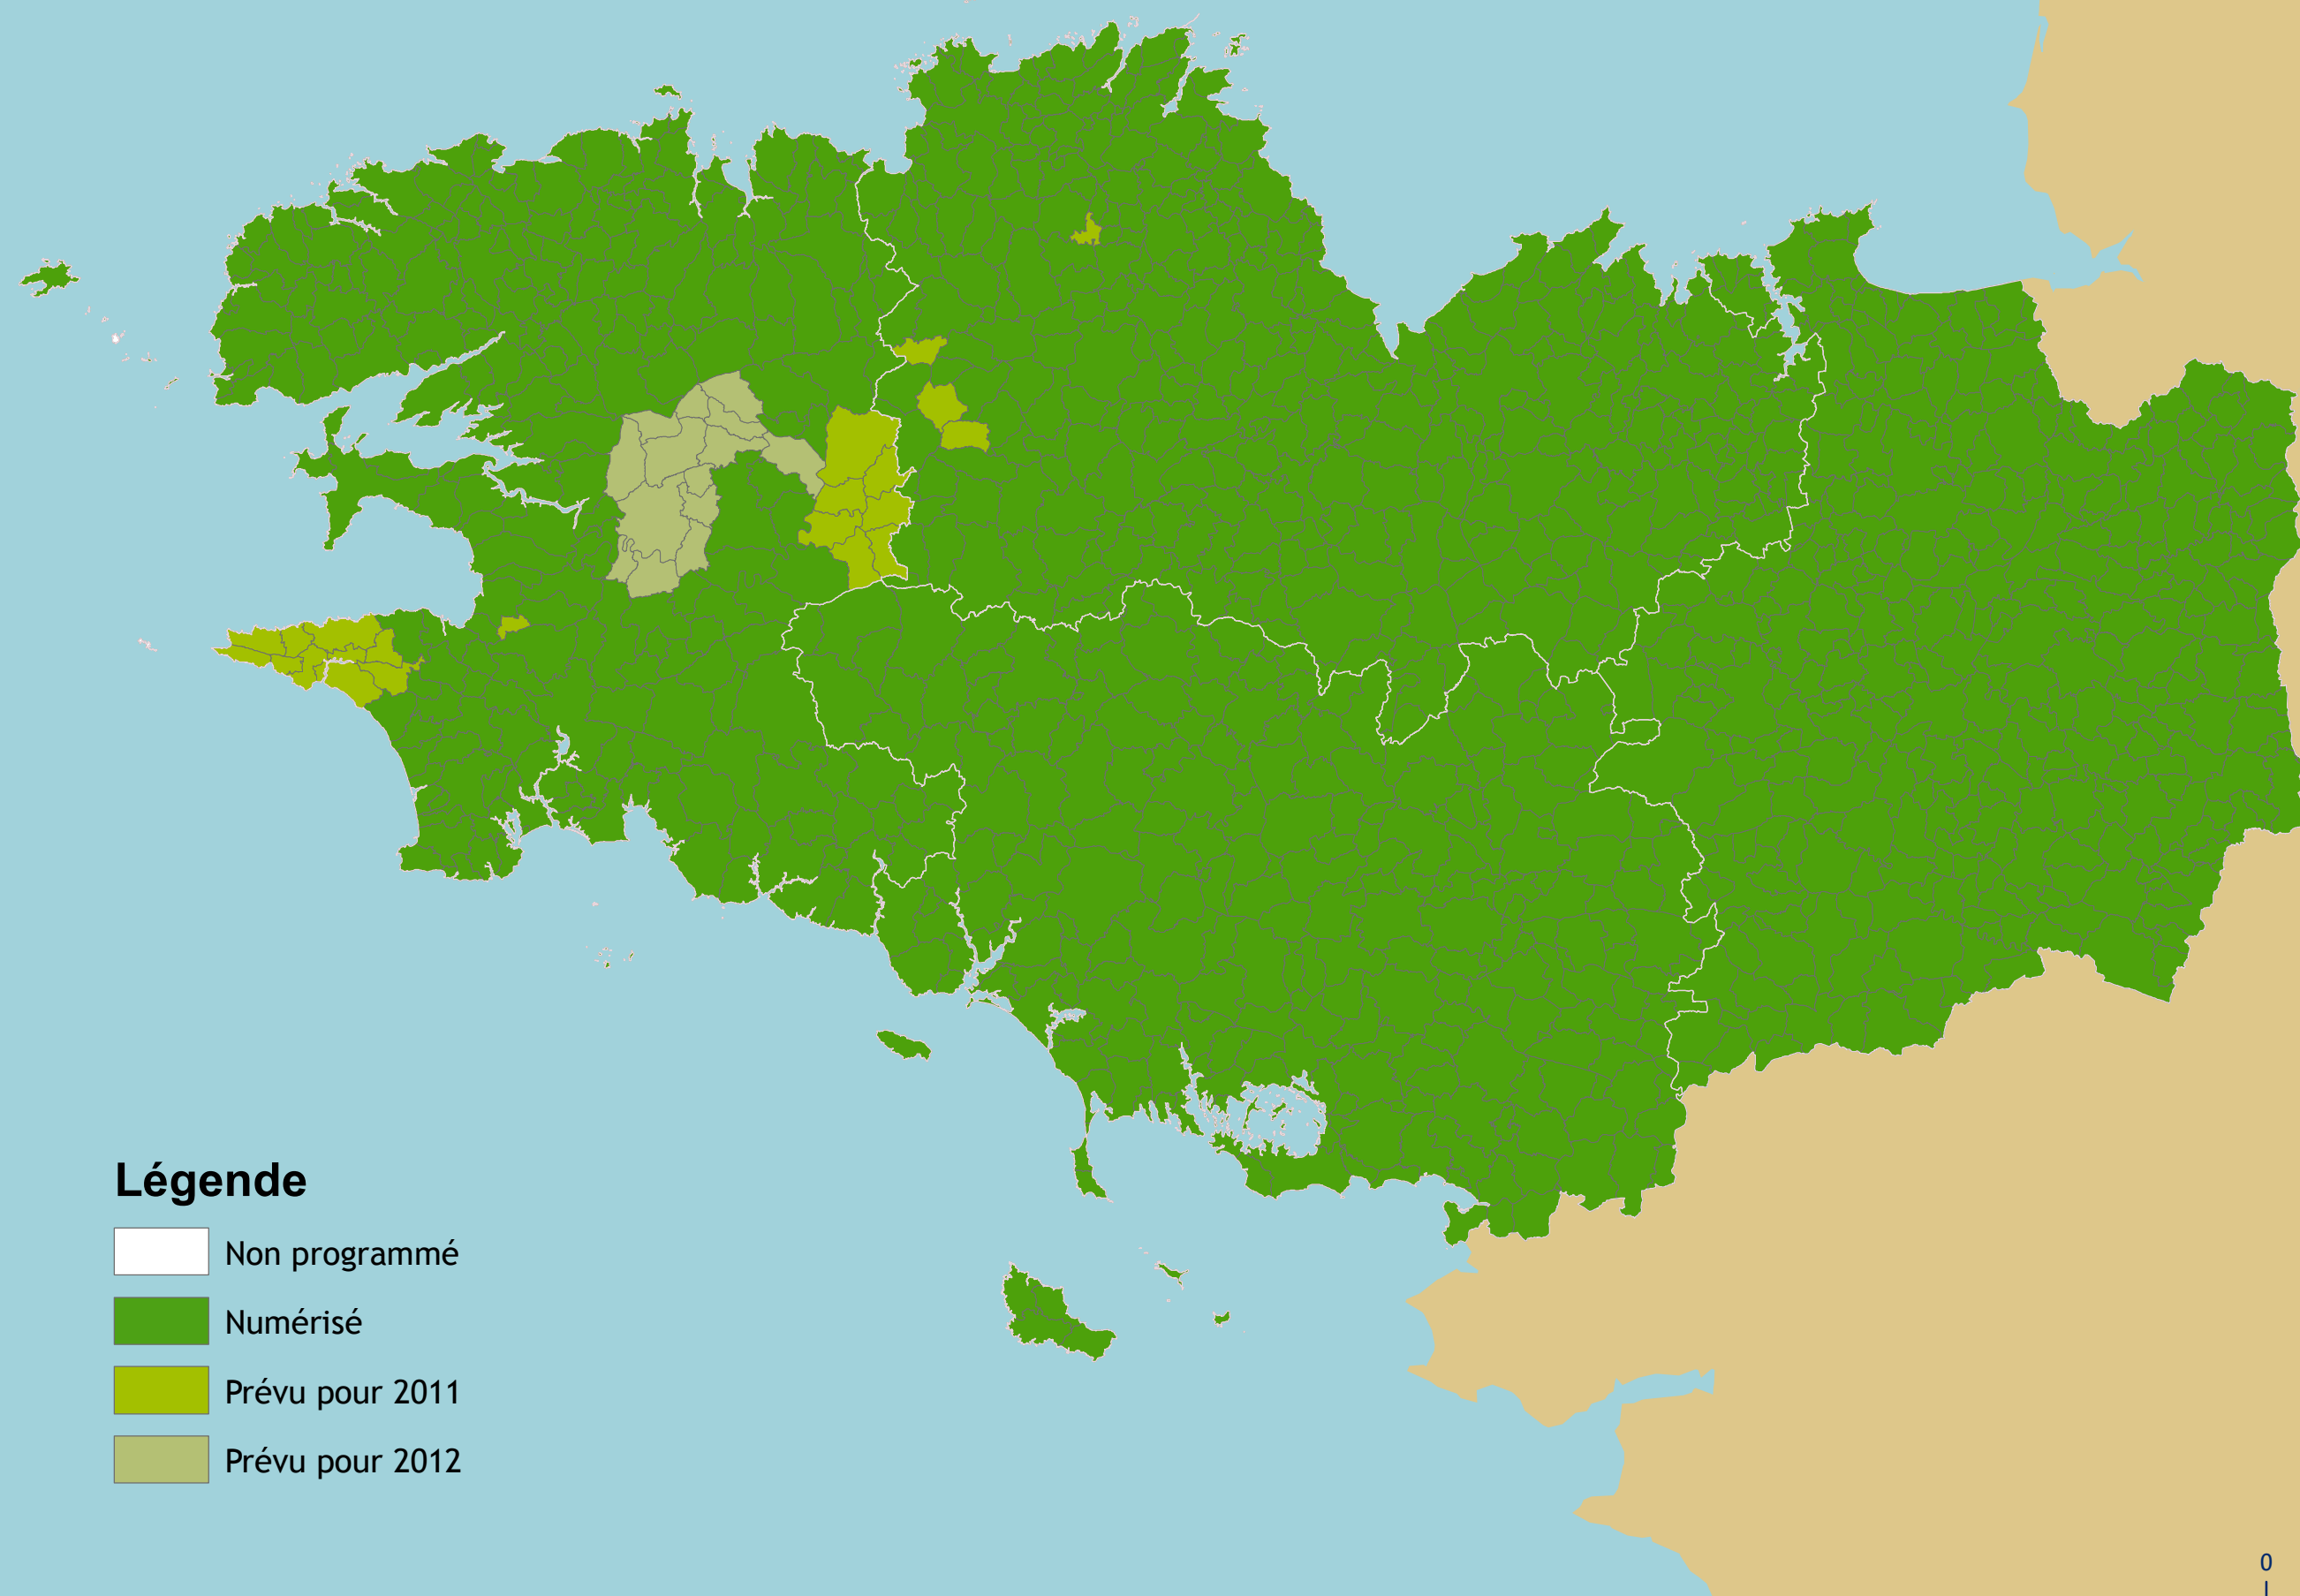 Légende
Non programmé
Numérisé
Prévu pour 2011
Prévu pour 2012
0